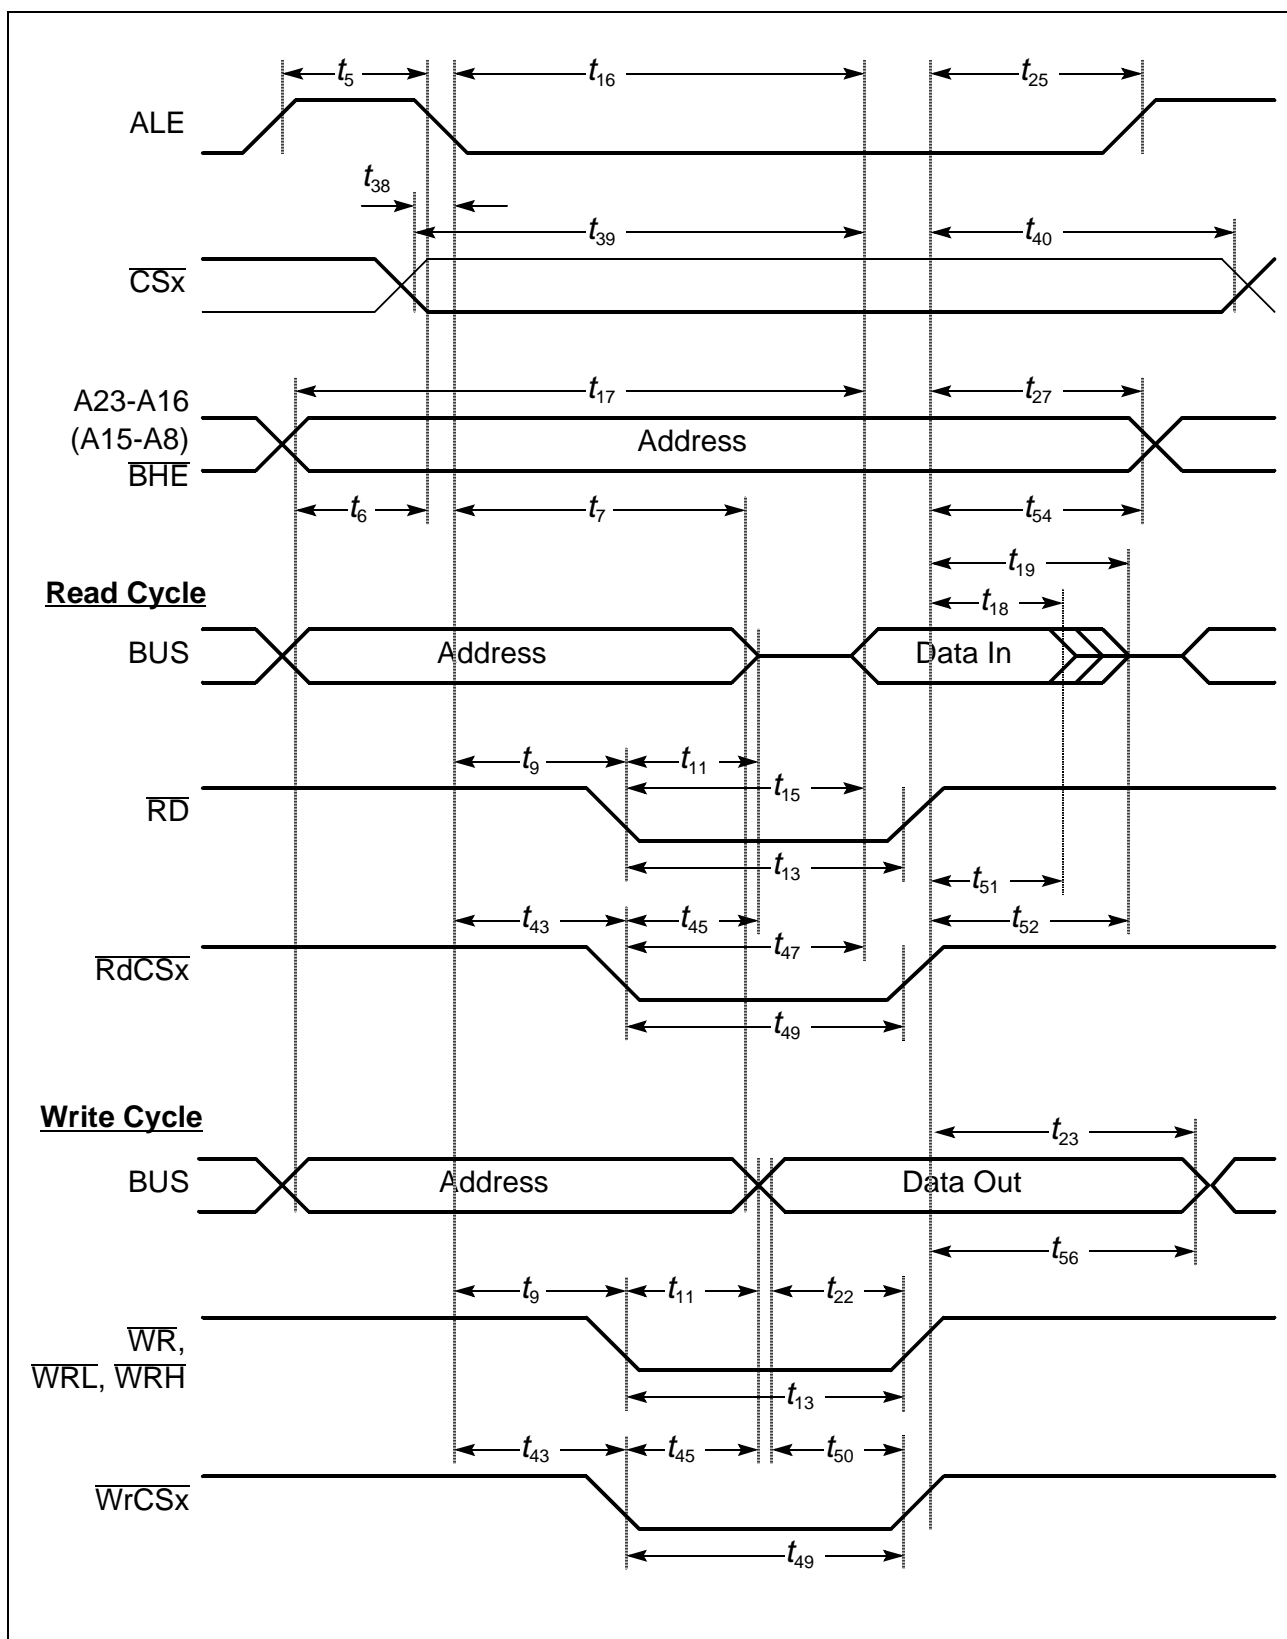 t5 t16 t25
ALE
t38
t39 t40
CSx
t17 t27
A23-A16
(A15-A8) Address
BHE
t6 t7 t54
t19
Read Cycle t18
BUS Address Data In
t9 t11
t15
RD
t13 t51
t43 t45 t52
t47
RdCSx
t49
Write Cycle
t23
BUS Address Data Out
t56
t9 t11 t22
WR,
WRL, WRH
t13
t43 t45 t50
WrCSx
t49